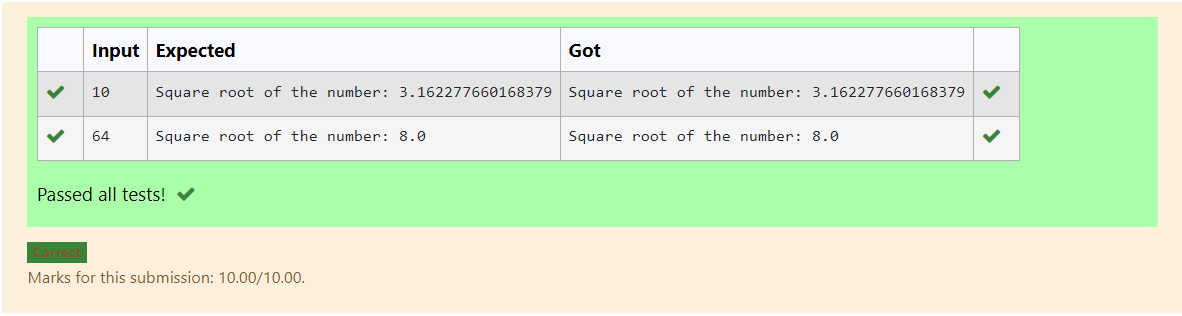 Input Expected Got
10 Square root of the number: 3.162277660168379 Square root of the number: 3.162277660168379
64 Square root of the number: 8.0 Square root of the number: 8.0
Passed all tests!
Correct
Marks for this submission: 10.00/10.00.